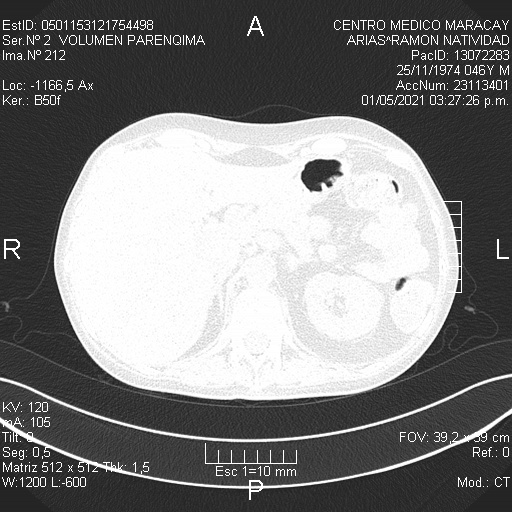 EstID: 0501153121754498
Ser.Nº 2 VOLUMEN PARENQIMA
Ima.Nº 212
Loc: -1166,5 Ax
Ker.: B50f
A
CENTRO MEDICO MARACAY
ARIAS^RAMON NATIVIDAD
PacID: 13072283
25/11/1974 046Y M
AccNum: 23113401
01/05/2021 03:27:26 p.m.
R
L
KV: 120
mA: 105
Seg: 0,5
Matriz 512 x 512 Thk: 1,5
W:1200 L:-600
Esc 1=10 mm
P
FOV: 39,2 x 39 cm
Ref.: 0
Mod.: CT